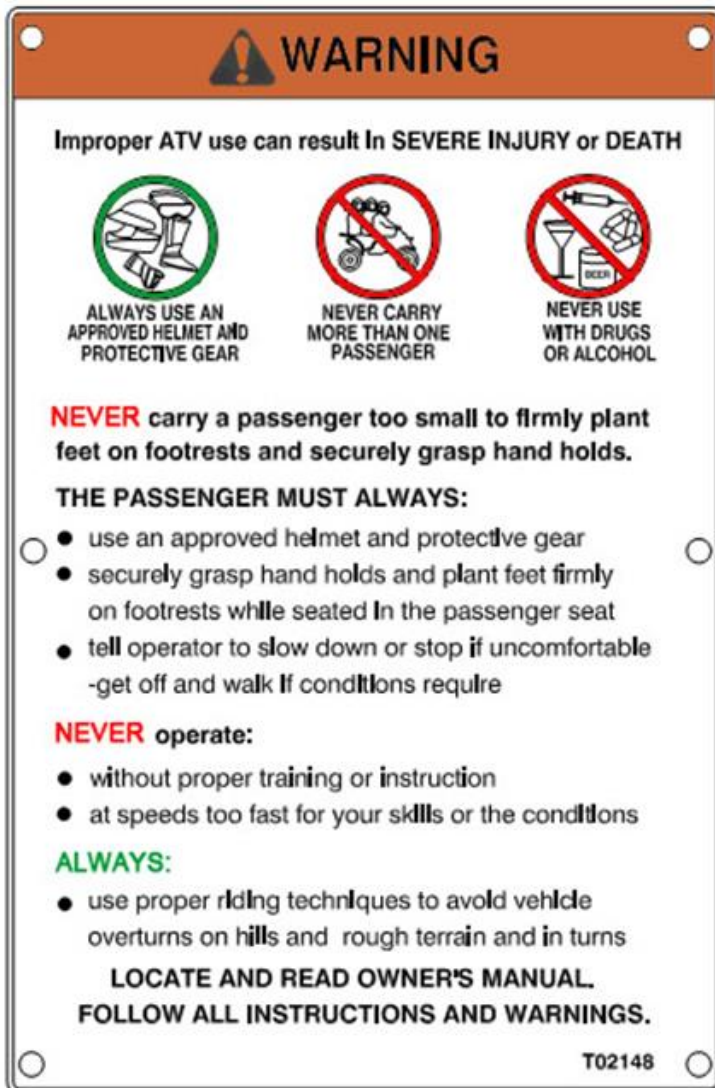 WARNING
Improper ATV use can result in SEVERE INJURY or DEATH
BEER
ALWAYS USE AN
APPROVED HELMET AND
PROTECTIVE GEAR
NEVER CARRY
MORE THAN ONE
PASSENGER
NEVER USE
WITH DRUGS
OR ALCOHOL
NEVER carry a passenger too small to firmly plant
feet on footrests and securely grasp hand holds.
THE PASSENGER MUST ALWAYS:
● use an approved helmet and protective gear
● securely grasp hand holds and plant feet firmly
on footrests while seated in the passenger seat
● tell operator to slow down or stop if uncomfortable
-get off and walk if conditions require
NEVER operate:
● without proper training or instruction
● at speeds too fast for your skills or the conditions
ALWAYS:
● use proper riding techniques to avoid vehicle
overturns on hills and rough terrain and in turns
LOCATE AND READ OWNER'S MANUAL.
FOLLOW ALL INSTRUCTIONS AND WARNINGS.
T02148